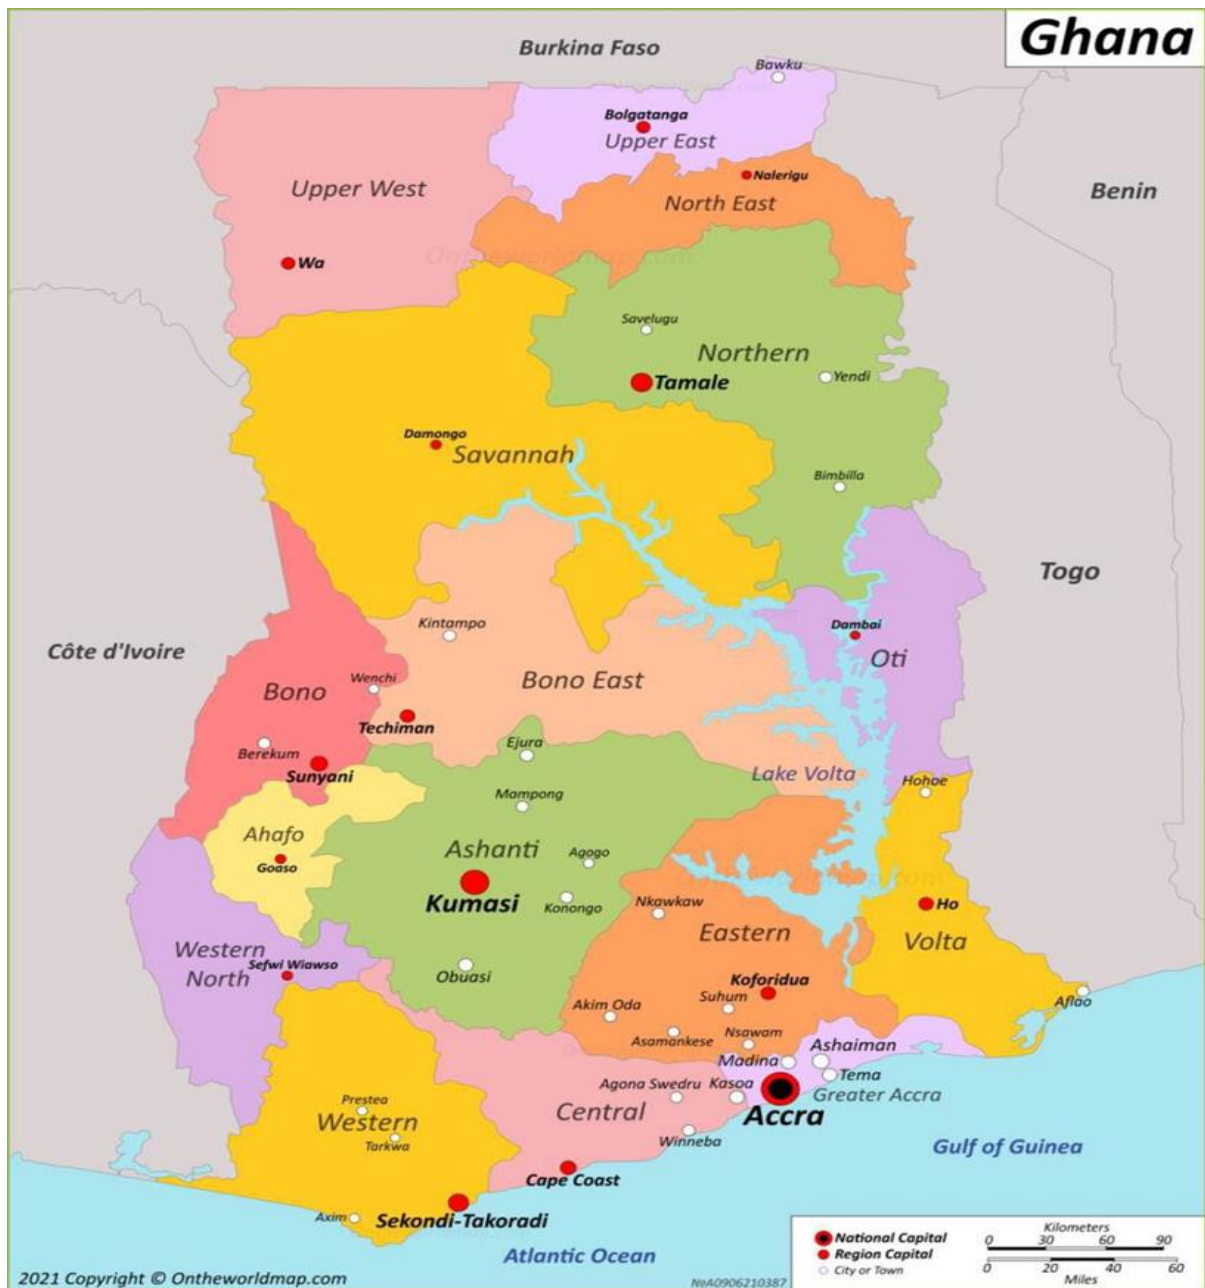 Ghana
Burkina Faso
Bawku
Bolgatanga
Upper East
Nalerigu
North East
Upper West
Benin
Wa
Ontheworldmap.com
Savelugu
Northern
Tamale
Yendi
Damongo
Savannah
Bimbilla
Togo
Kintampo
Dambai
Oti
Côte d'Ivoire
Wenchi
Bono
Bono East
Techiman
Berekum
Sunyani
Ejura
Lake Volta
Hohoe
Mampong
Ahafo
Goaso
Ashanti
Agogo
Kumasi
Konongo
Nkawkaw
Ho
Eastern
Volta
Western
North
Sefwi Wiawso
Obuasi
Koforidua
Suhum
Akim Oda
Aflao
Asamankese
Nsawam
Ashaiman
Madina
Tema
Agona Swedru
Kasoa
Greater Accra
Prestea
Western
Central
Accra
Tarkwa
Winneba
Gulf of Guinea
Cape Coast
Axim
Sekondi-Takoradi
Atlantic Ocean
National Capital
Region Capital
City or Town
Kilometers
0 30 60 90
0 20 40 60
Miles
2021 Copyright © Ontheworldmap.com